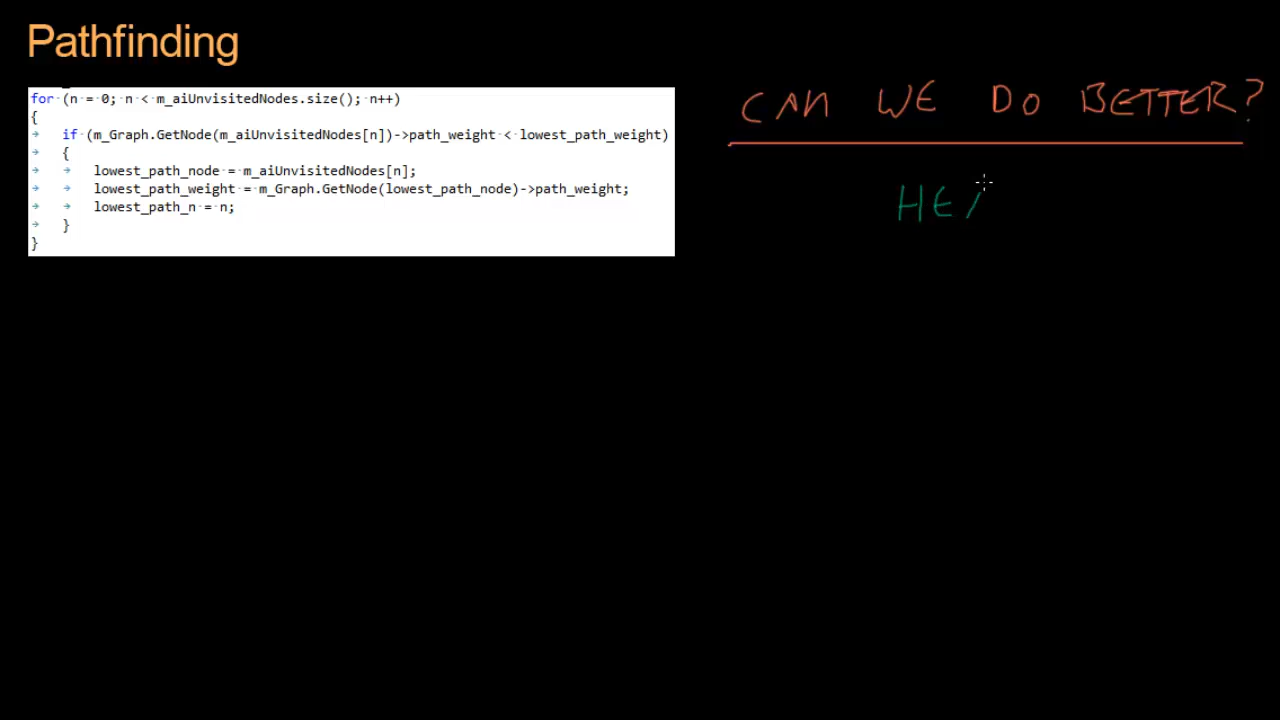 Pathfinding
for (n = 0; n < m_aiUnvisitedNodes.size(); n++)
{
if (m_Graph.GetNode(m_aiUnvisitedNodes[n])->path_weight < lowest_path_weight)
{
lowest_path_node = m_aiUnvisitedNodes[n];
lowest_path_weight = m_Graph.GetNode(lowest_path_node)->path_weight;
lowest_path_n = n;
}
}
CAN WE DO BETTER?
HE